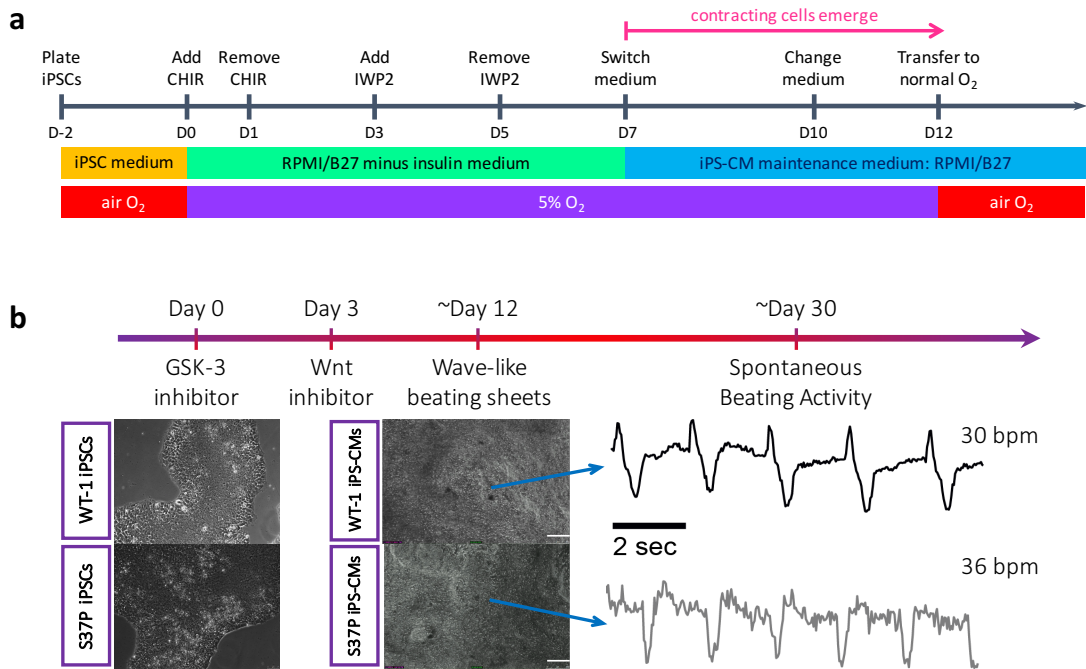 a
contracting cells emerge
Plate
iPSCs
Add
CHIR
Remove
CHIR
Add
IWP2
Remove
IWP2
Switch
medium
Change
medium
Transfer to
normal O₂
D-2
D0
D1
D3
D5
D7
D10
D12
iPSC medium
RPMI/B27 minus insulin medium
iPS-CM maintenance medium: RPMI/B27
air O₂
5% O₂
air O₂
b
Day 0
Day 3
~Day 12
~Day 30
GSK-3
inhibitor
Wnt
inhibitor
Wave-like
beating sheets
Spontaneous
Beating Activity
WT-1 iPSCs
WT-1 iPS-CMs
30 bpm
2 sec
S37P iPSCs
S37P iPS-CMs
36 bpm